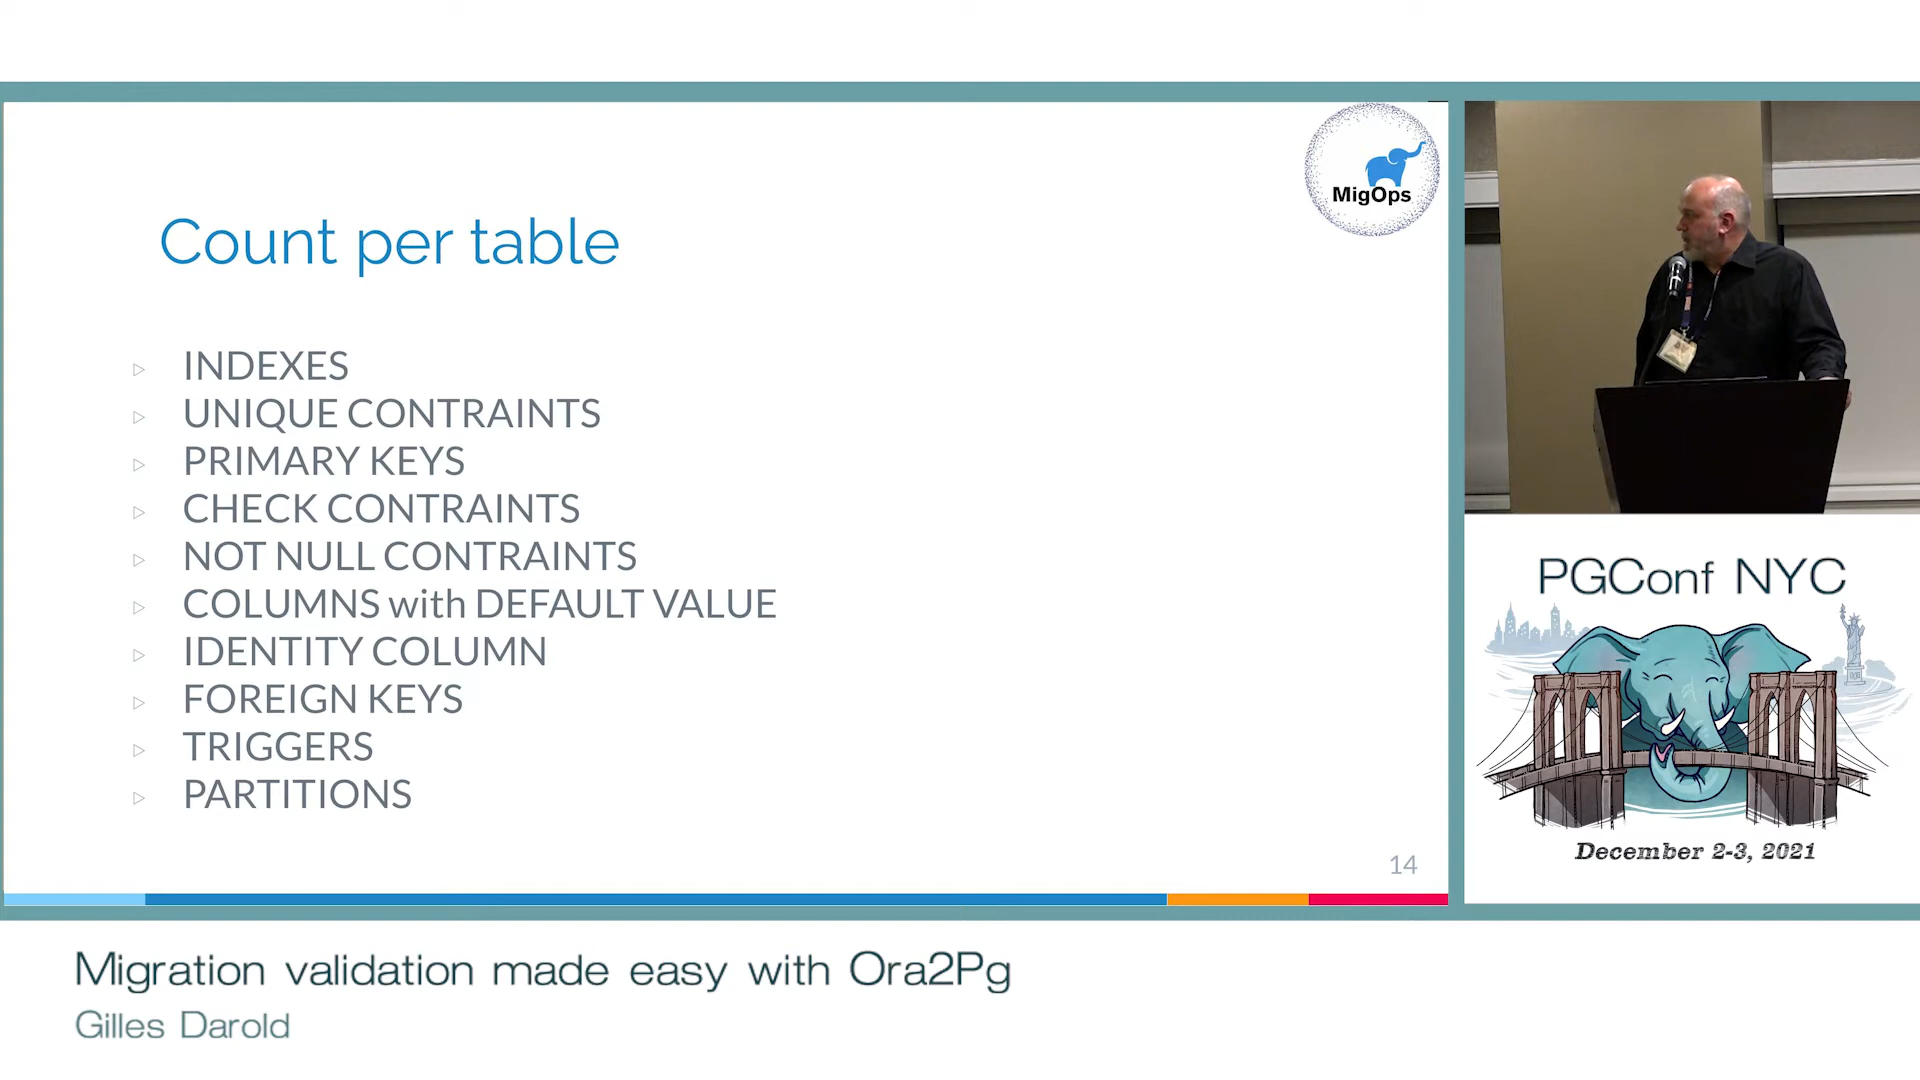 MigOps
Count per table
INDEXES
UNIQUE CONTRAINTS
PRIMARY KEYS
CHECK CONTRAINTS
NOT NULL CONTRAINTS
COLUMNS with DEFAULT VALUE
IDENTITY COLUMN
FOREIGN KEYS
TRIGGERS
PARTITIONS
14
PGConf NYC
December 2-3, 2021
Migration validation made easy with Ora2Pg
Gilles Darold